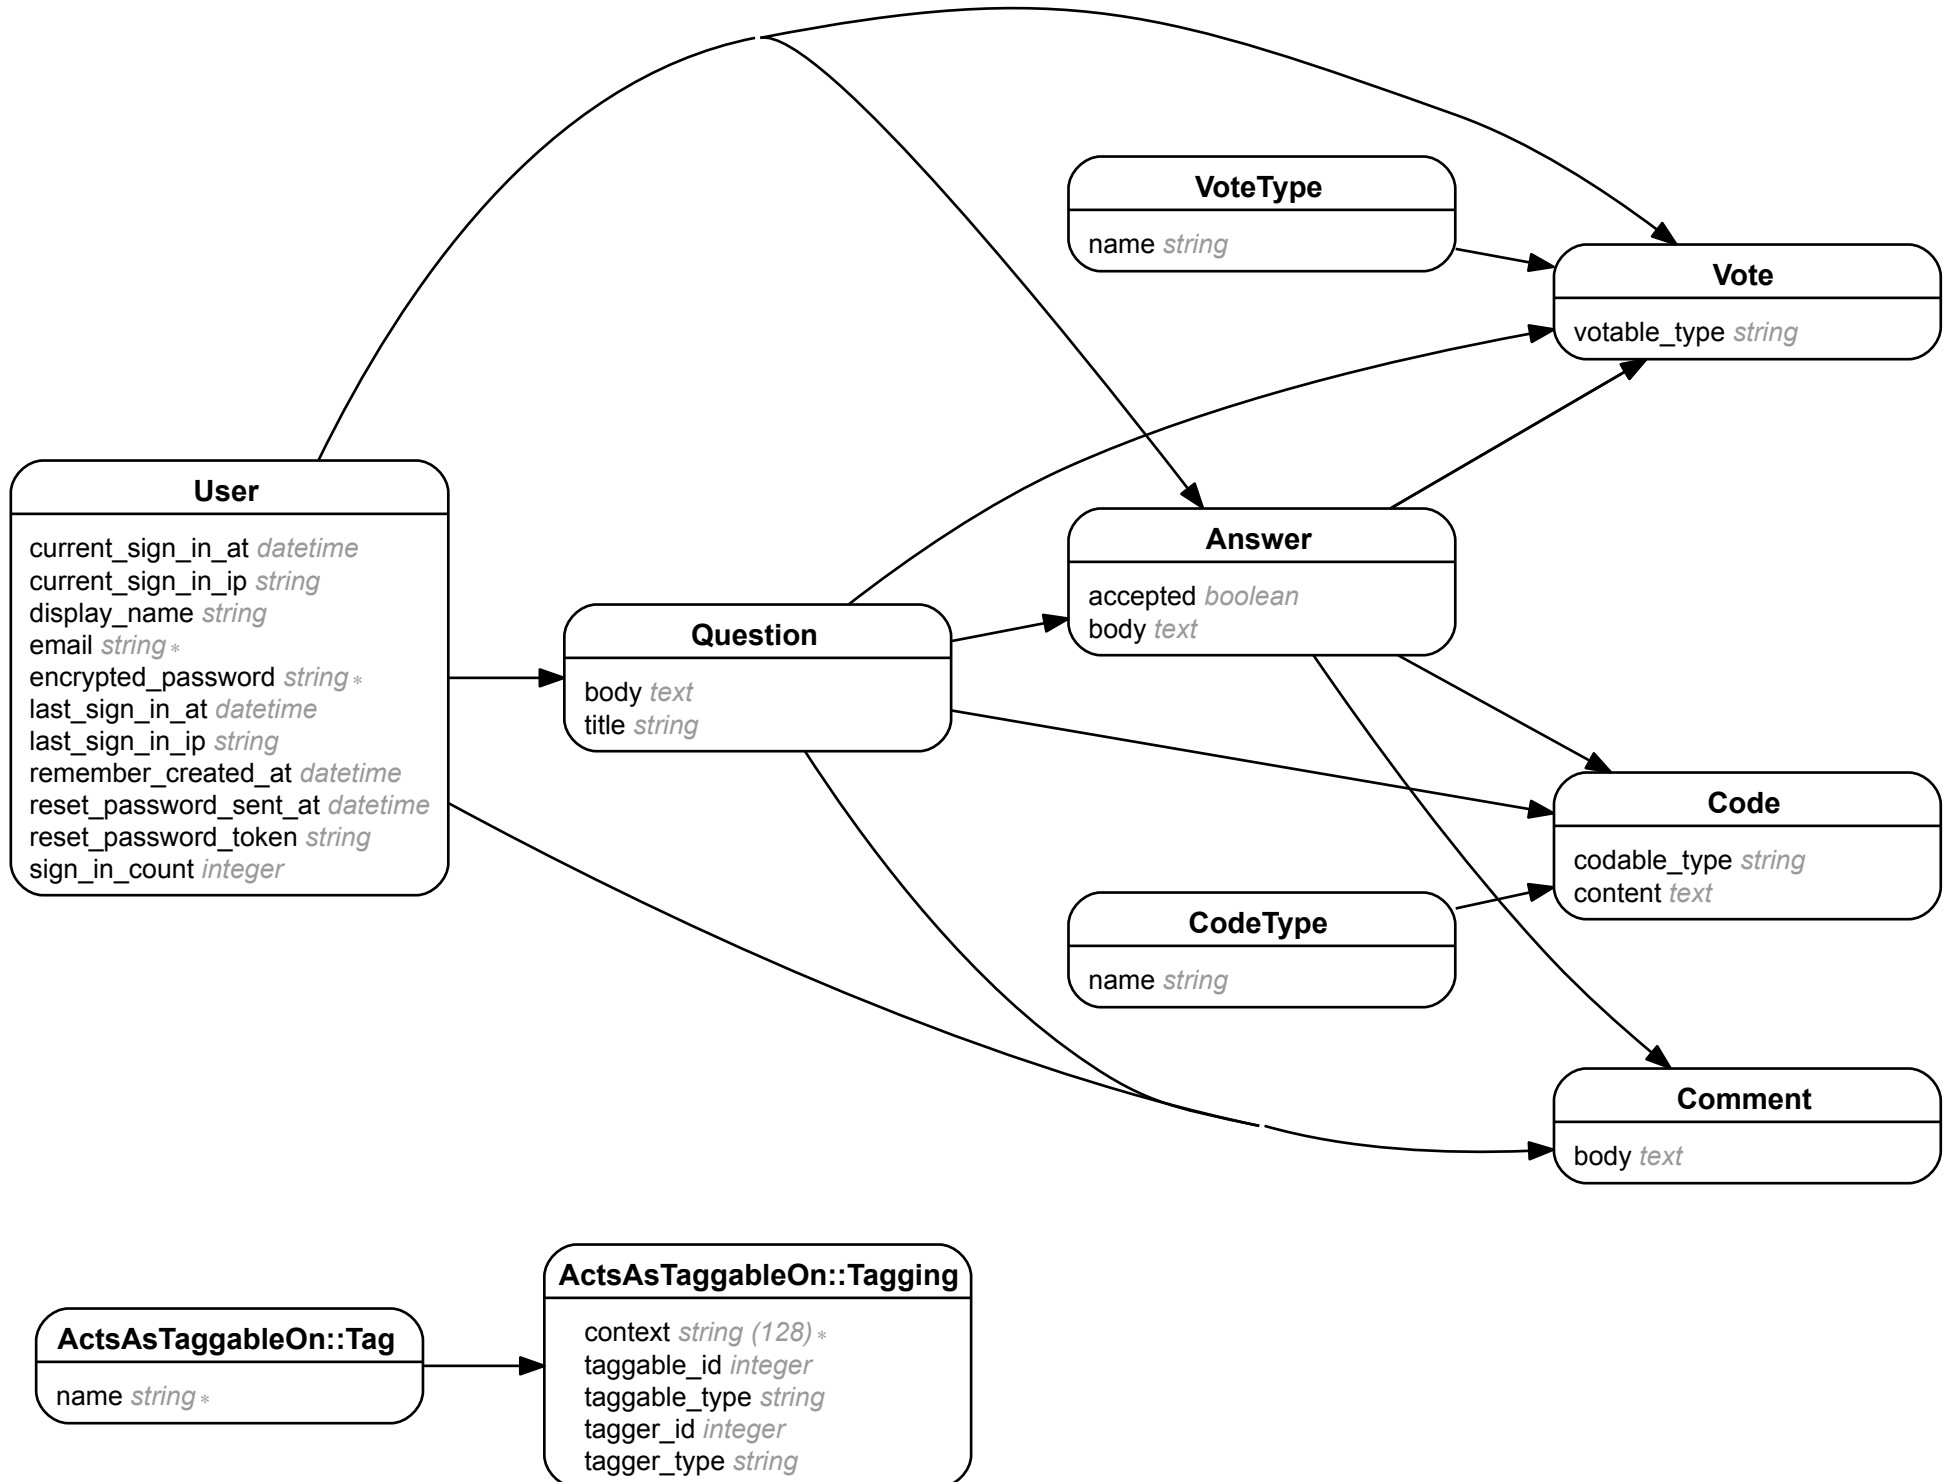 VoteType
name string
Vote
votable_type string
User
current_sign_in_at datetime
current_sign_in_ip string
display_name string
email string *
encrypted_password string *
last_sign_in_at datetime
last_sign_in_ip string
remember_created_at datetime
reset_password_sent_at datetime
reset_password_token string
sign_in_count integer
Question
body text
title string
Answer
accepted boolean
body text
Code
codable_type string
content text
CodeType
name string
Comment
body text
ActsAsTaggableOn::Tag
name string *
ActsAsTaggableOn::Tagging
context string (128) *
taggable_id integer
taggable_type string
tagger_id integer
tagger_type string